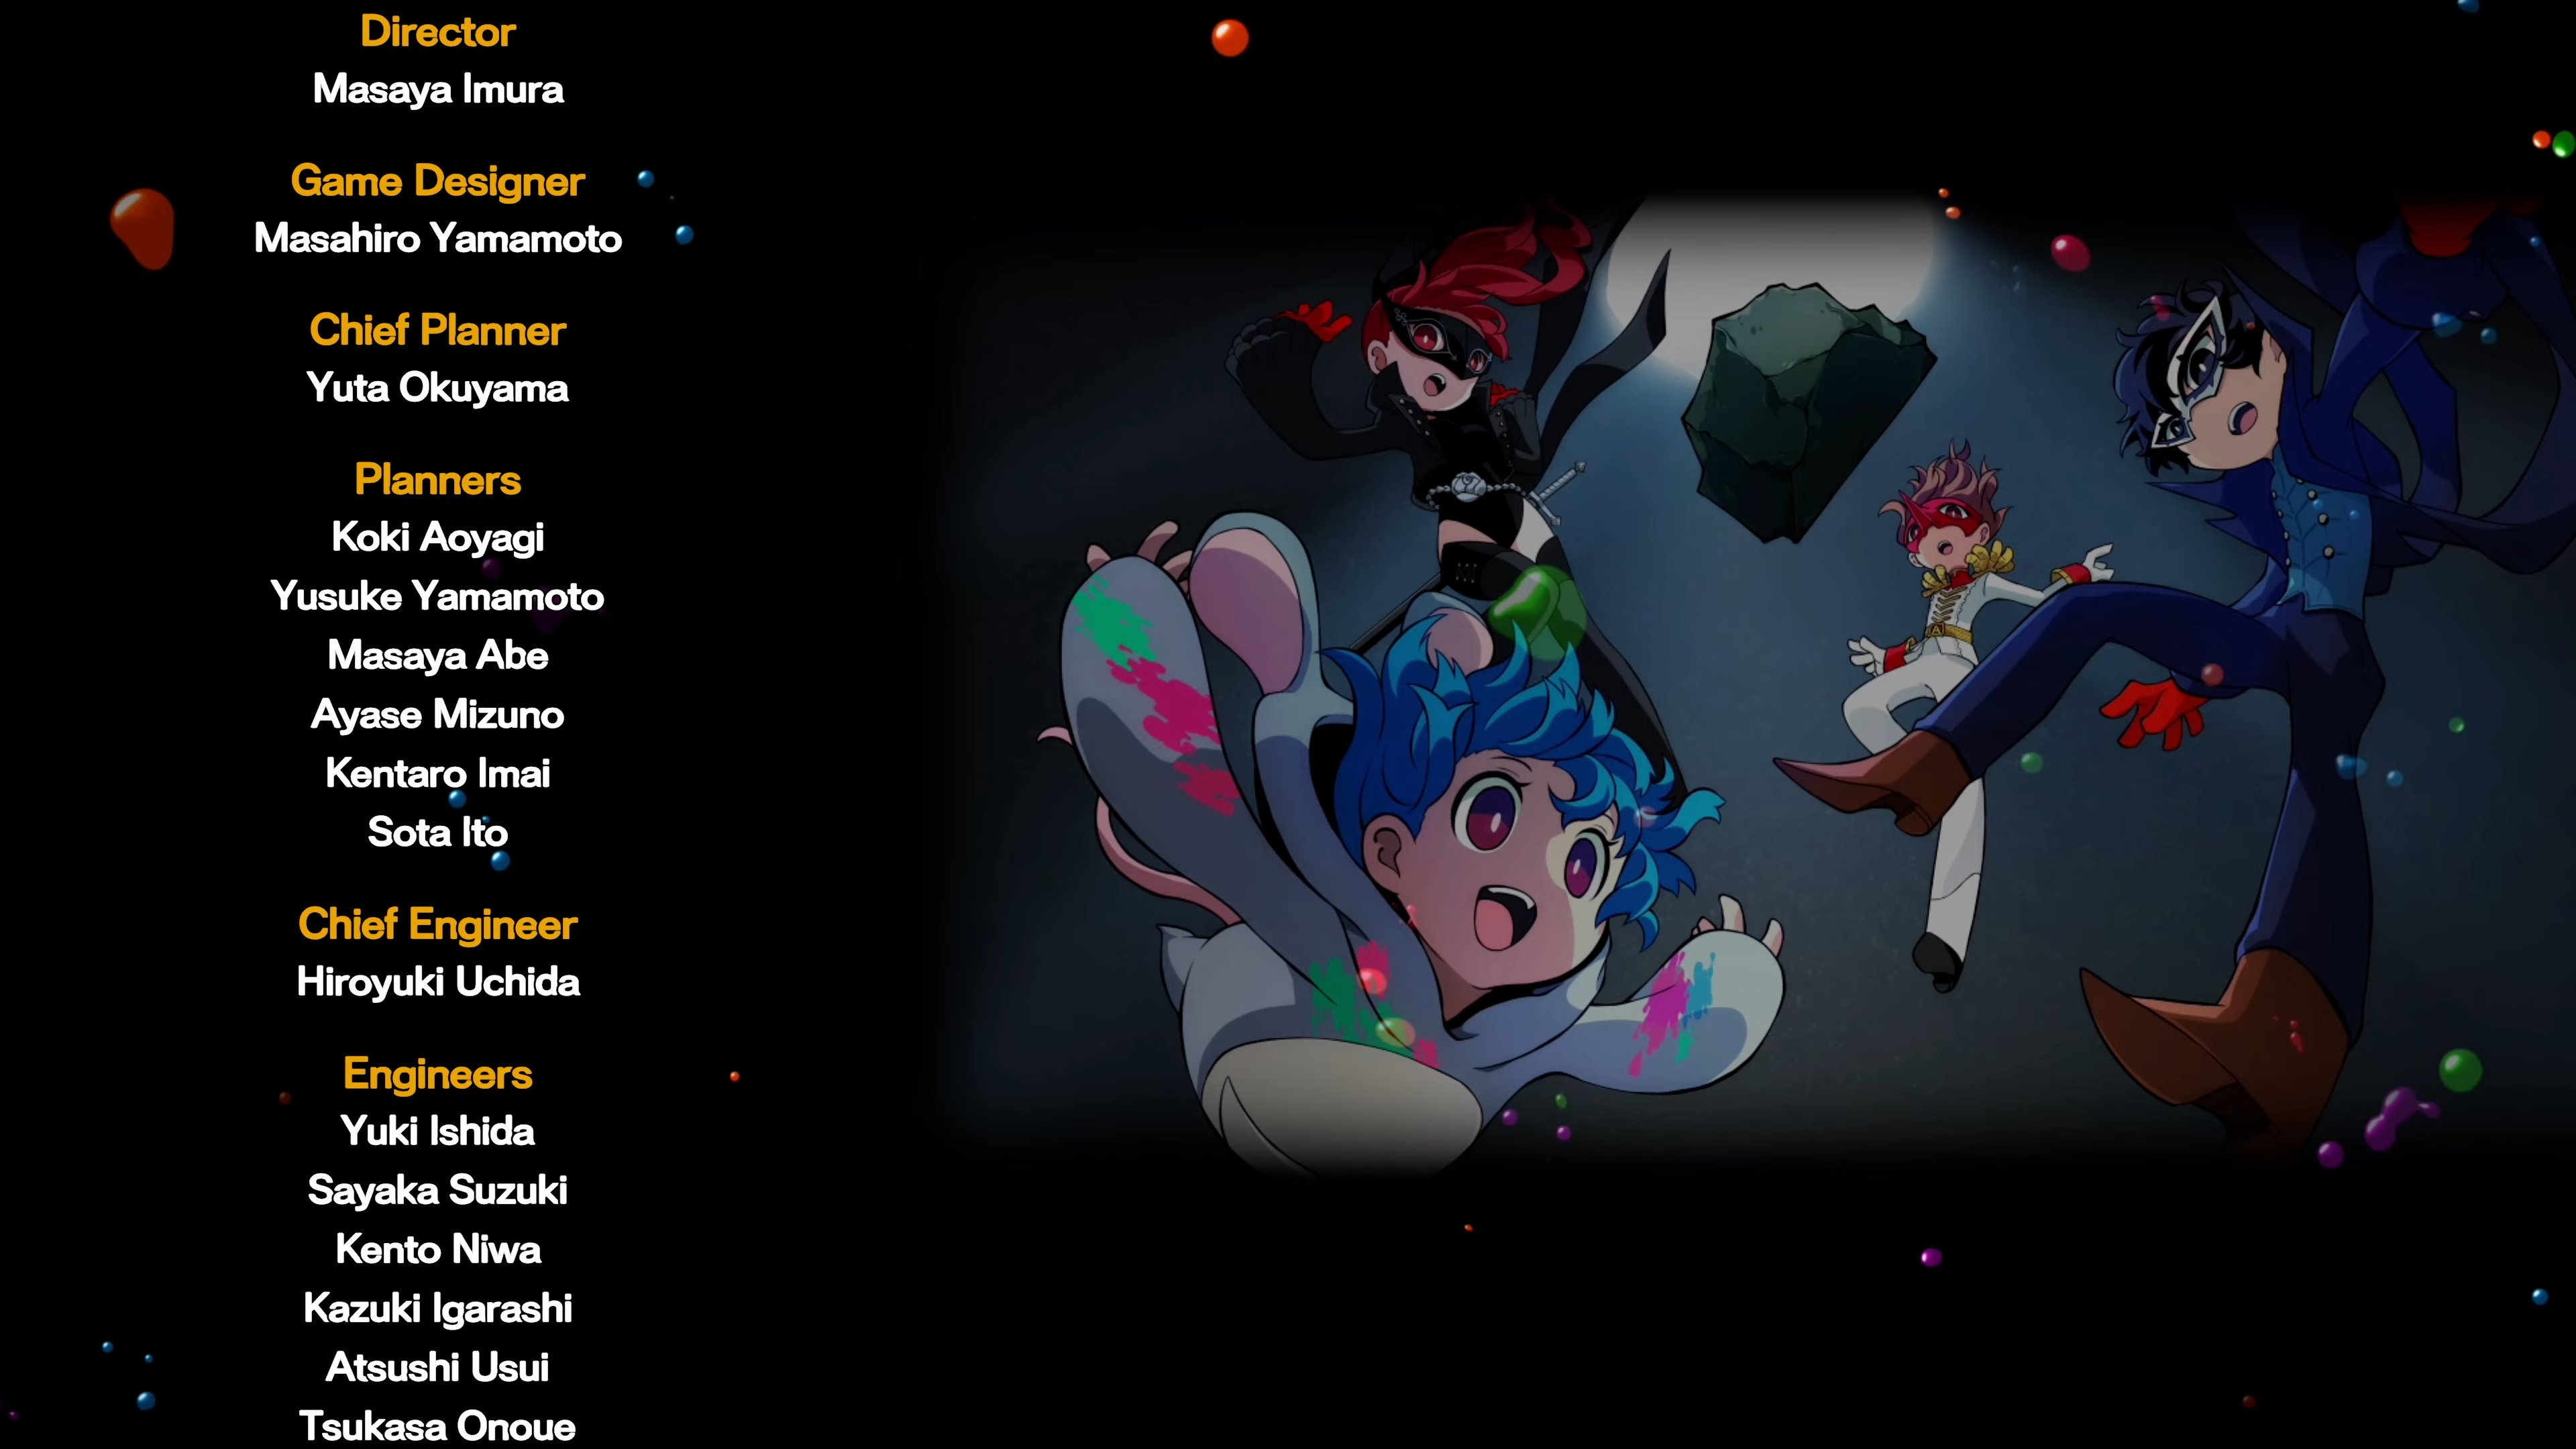 Director
Masaya Imura
Game Designer
Masahiro Yamamoto
Chief Planner
Yuta Okuyama
Planners
Koki Aoyagi
Yusuke Yamamoto
Masaya Abe
Ayase Mizuno
Kentaro Imai
Sota Ito
Chief Engineer
Hiroyuki Uchida
Engineers
Yuki Ishida
Sayaka Suzuki
Kento Niwa
Kazuki Igarashi
Atsushi Usui
Tsukasa Onoue